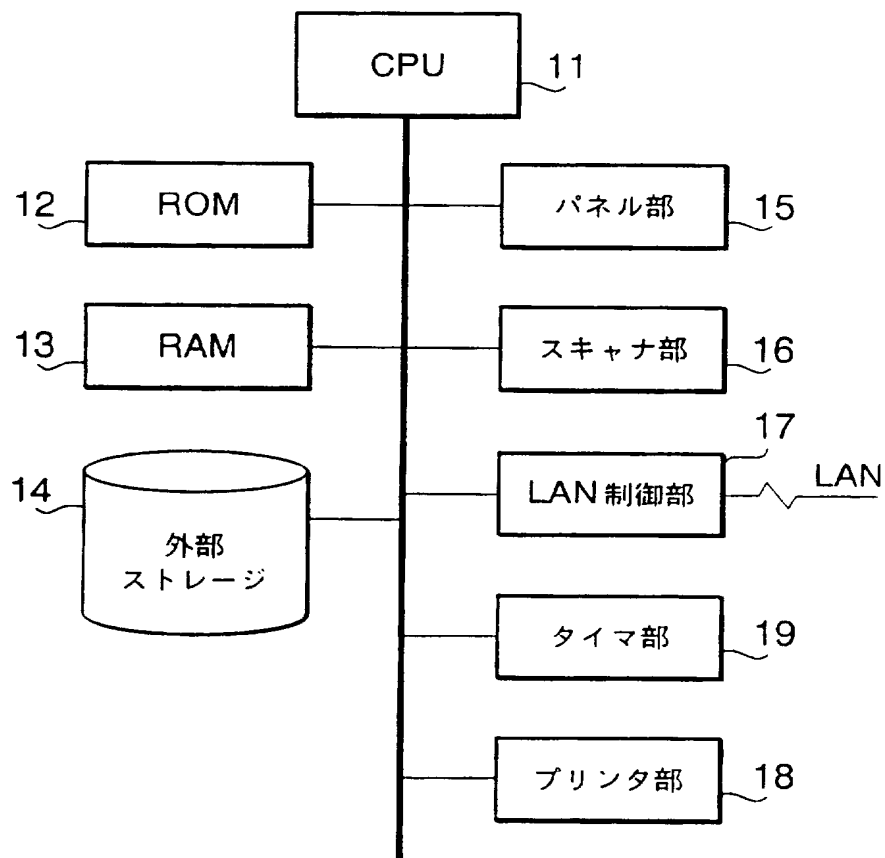 CPU
11
12
ROM
パネル部
15
13
RAM
スキャナ部
16
17
14
LAN 制御部
LAN
外部
ストレージ
タイマ部
19
プリンタ部
18